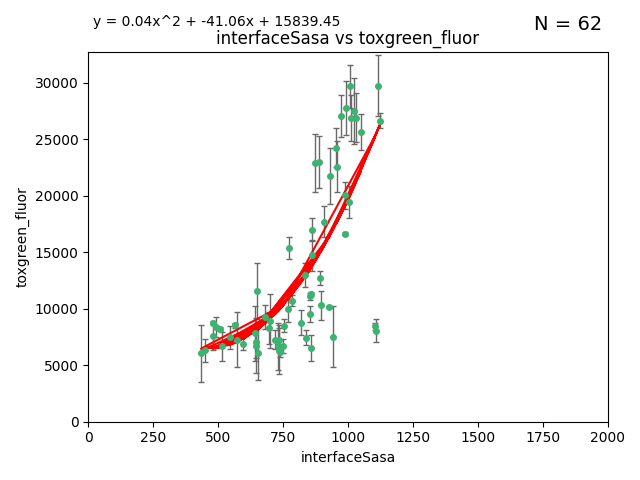 y = 0.04x^2 + -41.06x + 15839.45
N = 62
interfaceSasa vs toxgreen_fluor
30000
25000
20000
15000
10000
5000
0
toxgreen_fluor
0 250 500 750 1000 1250 1500 1750 2000
interfaceSasa